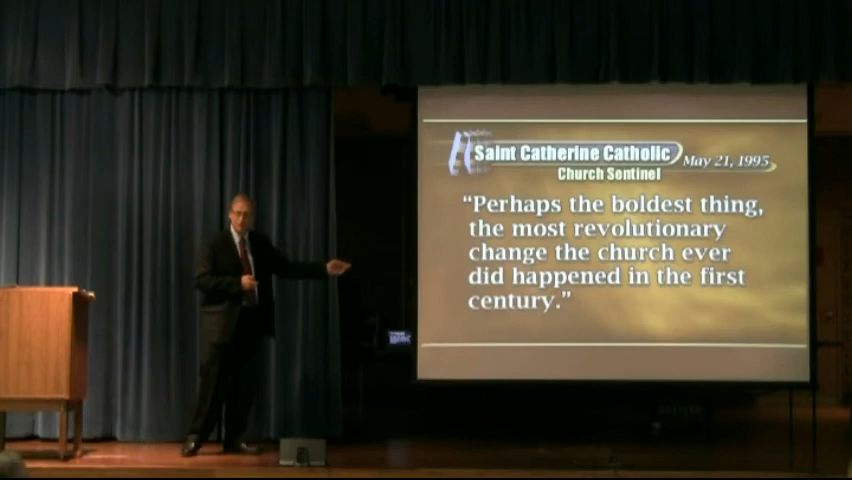 Saint Catherine Catholic
May 21, 1995
Church Sentinel
“Perhaps the boldest thing,
the most revolutionary
change the church ever
did happened in the first
century.”